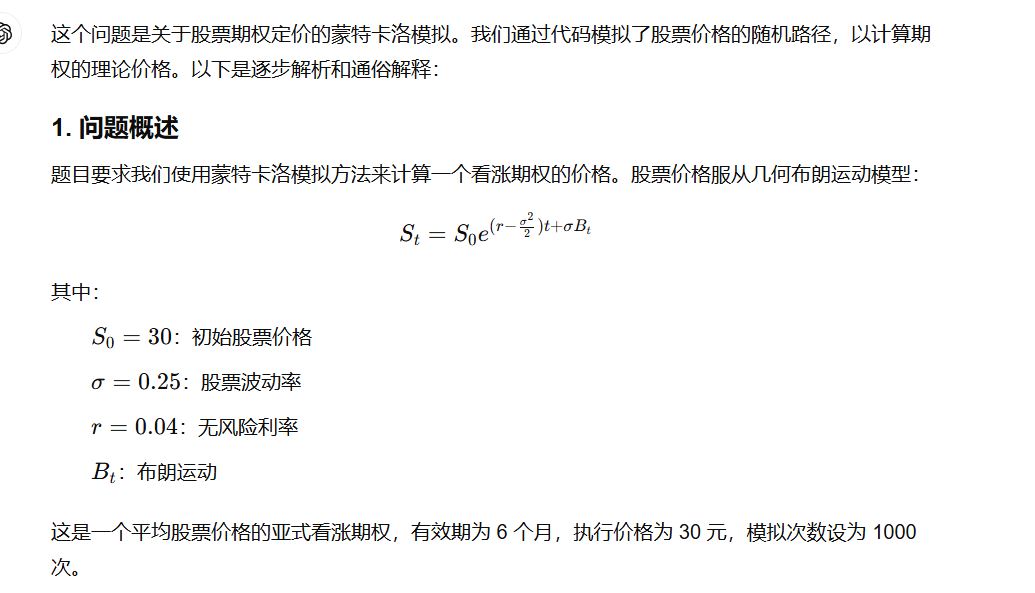 这个问题是关于股票期权定价的蒙特卡洛模拟。我们通过代码模拟了股票价格的随机路径，以计算期
权的理论价格。以下是逐步解析和通俗解释：
1. 问题概述
题目要求我们使用蒙特卡洛模拟方法来计算一个看涨期权的价格。股票价格服从几何布朗运动模型：
$S_t = S_0 e^{(r-\frac{\sigma^2}{2})t+\sigma B_t}$
其中：
$S_0 = 30$：初始股票价格
$\sigma = 0.25$：股票波动率
$r = 0.04$：无风险利率
$B_t$：布朗运动
这是一个平均股票价格的亚式看涨期权，有效期为 6 个月，执行价格为 30 元，模拟次数设为 1000
次。